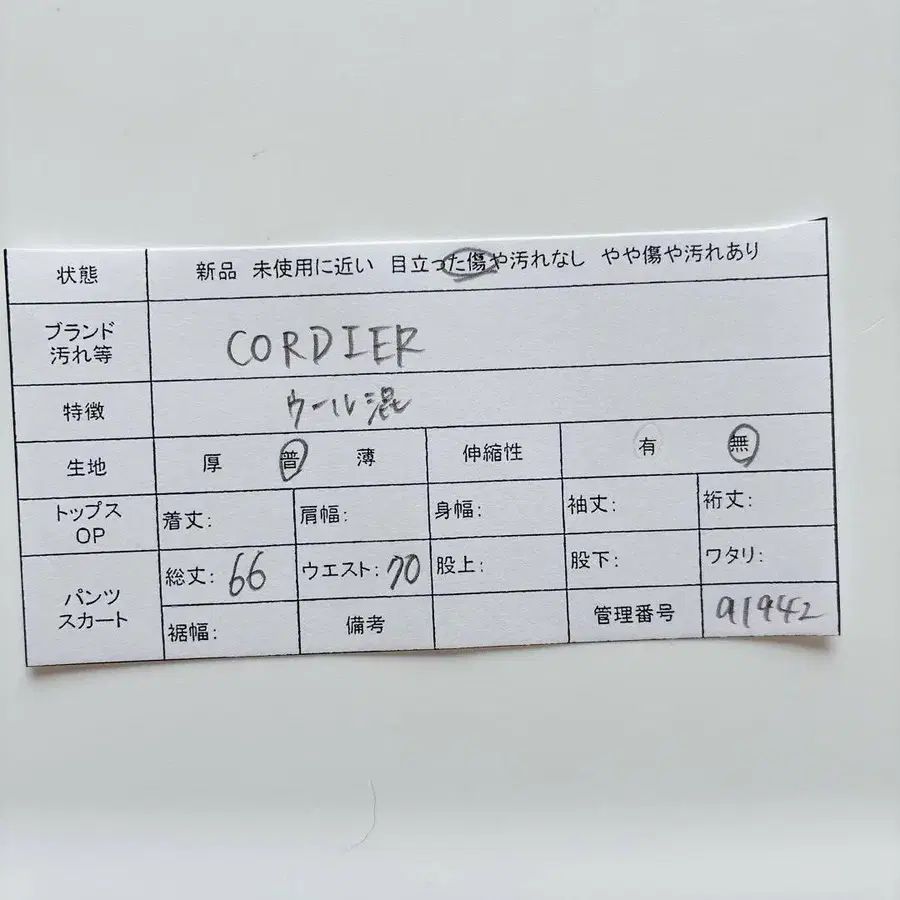 状態 新品 未使用に近い 目立った傷や汚れなし やや傷や汚れあり
ブランド
汚れ等 CORDIER
特徴 ウール混
生地 厚 普 薄 伸縮性 有 無
トップス
OP 着丈: 肩幅: 身幅: 袖丈: 裄丈:
パンツ
スカート 総丈: 66 ウエスト: 70 股上: 股下: ワタリ:
裾幅: 備考 管理番号 a1942